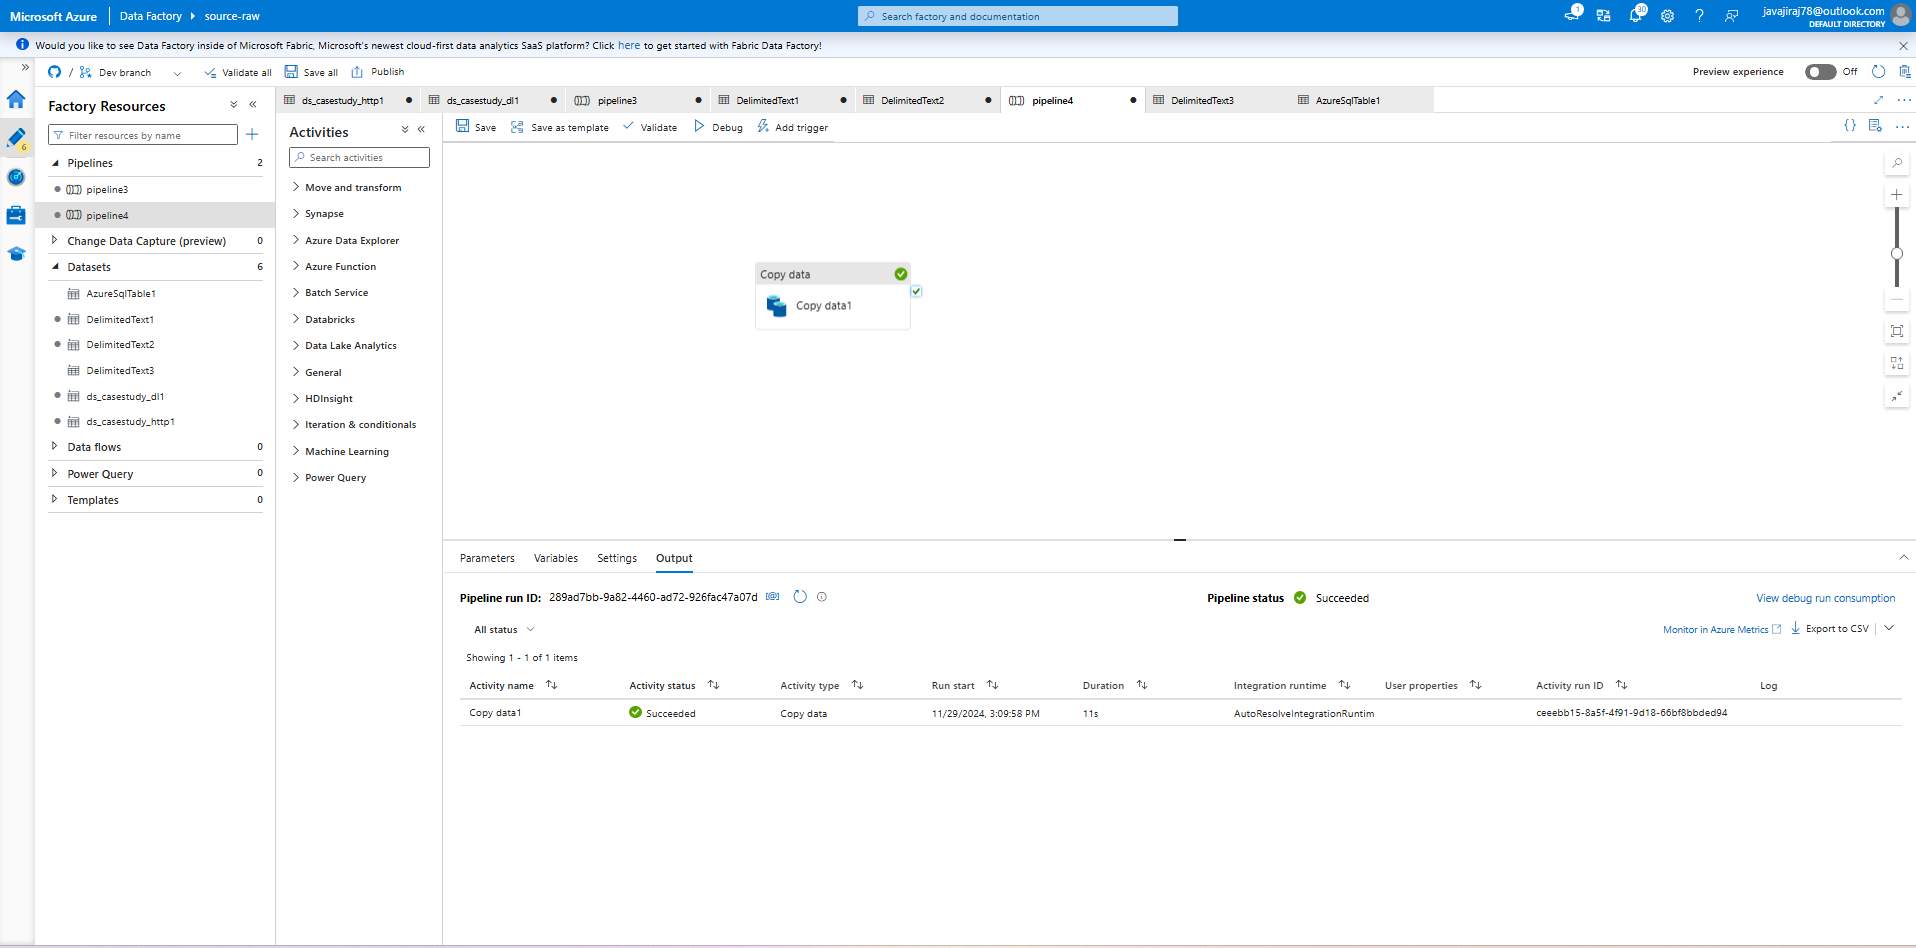 Microsoft Azure Data Factory source-raw
Search factory and documentation
1
30
javajiraj78@outlook.com
DEFAULT DIRECTORY
Would you like to see Data Factory inside of Microsoft Fabric, Microsoft's newest cloud-first data analytics SaaS platform? Click here to get started with Fabric Data Factory!
/ Dev branch Validate all Save all Publish
Preview experience Off
6
Factory Resources
Filter resources by name
Pipelines 2
pipeline3
pipeline4
Change Data Capture (preview) 0
Datasets 6
AzureSqlTable1
DelimitedText1
DelimitedText2
DelimitedText3
ds_casestudy_dl1
ds_casestudy_http1
Data flows 0
Power Query 0
Templates 0
ds_casestudy_http1 ds_casestudy_dl1 pipeline3 DelimitedText1 DelimitedText2 pipeline4 DelimitedText3 AzureSqlTable1
Activities
Search activities
Move and transform
Synapse
Azure Data Explorer
Azure Function
Batch Service
Databricks
Data Lake Analytics
General
HDInsight
Iteration & conditionals
Machine Learning
Power Query
Save Save as template Validate Debug Add trigger
{}
Copy data
Copy data1
Parameters Variables Settings Output
Pipeline run ID: 289ad7bb-9a82-4460-ad72-926fac47a07d
Pipeline status Succeeded
View debug run consumption
All status
Monitor in Azure Metrics Export to CSV
Showing 1 - 1 of 1 items
Activity name Activity status Activity type Run start Duration Integration runtime User properties Activity run ID Log
Copy data1 Succeeded Copy data 11/29/2024, 3:09:58 PM 11s AutoResolveIntegrationRuntim ceeebb15-8a5f-4f91-9d18-66bf8bbded94